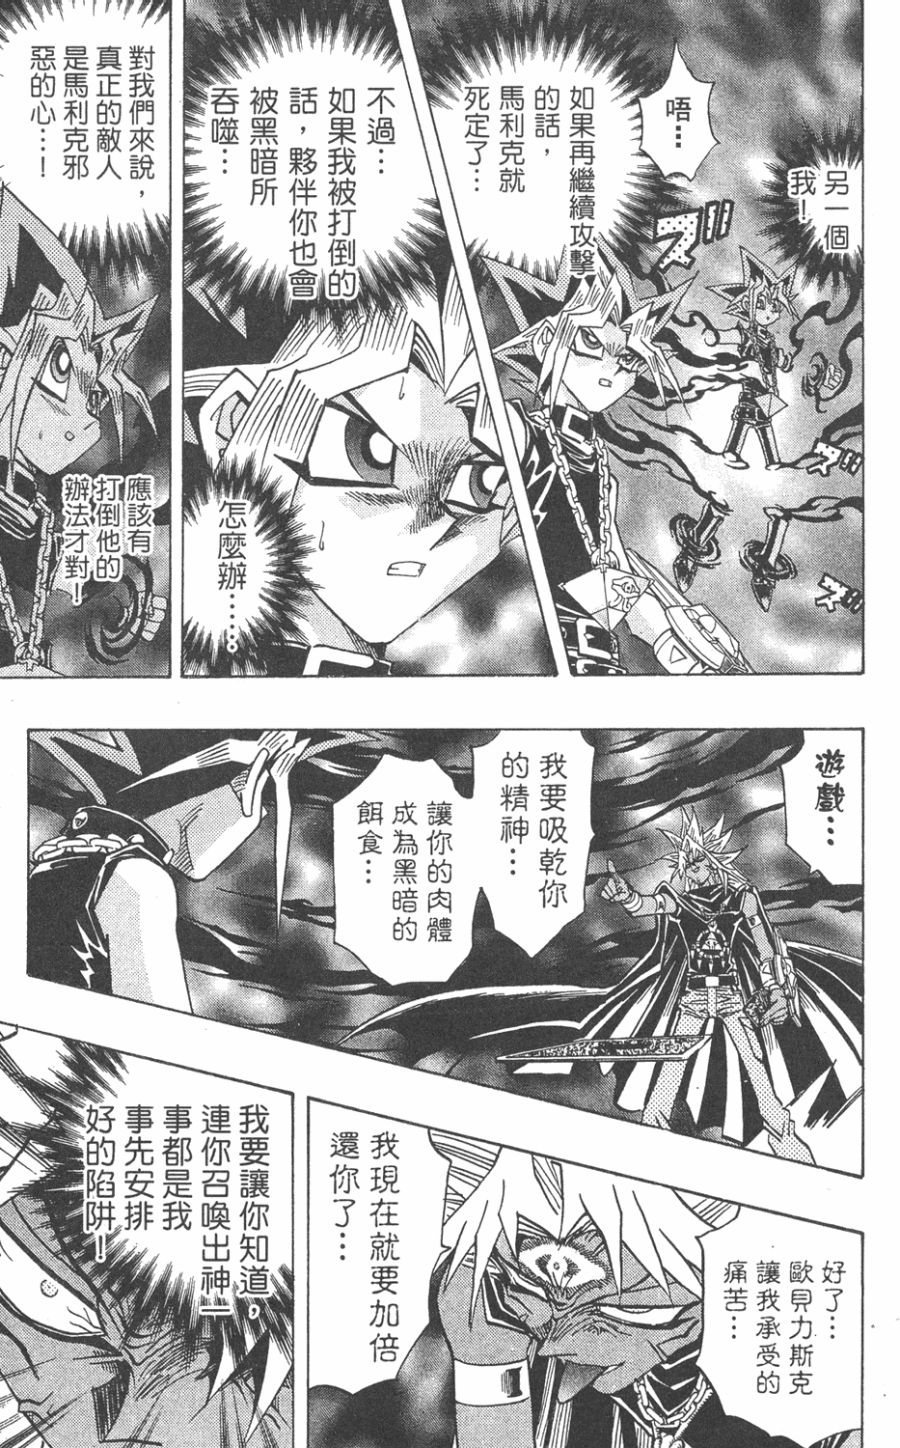 另一個
我！
唔…
如果再繼續攻擊
的話，
馬利克就
死定了…
ズズ
ズズ
ズズ
不過…
如果我被打倒的
話，夥伴你也會
被黑暗所
吞噬…
怎麼辦……。
對我們來說，
真正的敵人
是馬利克邪
惡的心…！
應該有
打倒他的
辦法才對！
遊戲…
我要吸乾你
的精神…
讓你的肉體
成為黑暗的
餌食…
好了…
歐貝力斯克
讓我承受的
痛苦…
我現在就要加倍
還你了…
我要讓你知道，
連你召喚出神一
事都是我
事先安排
好的陷阱！